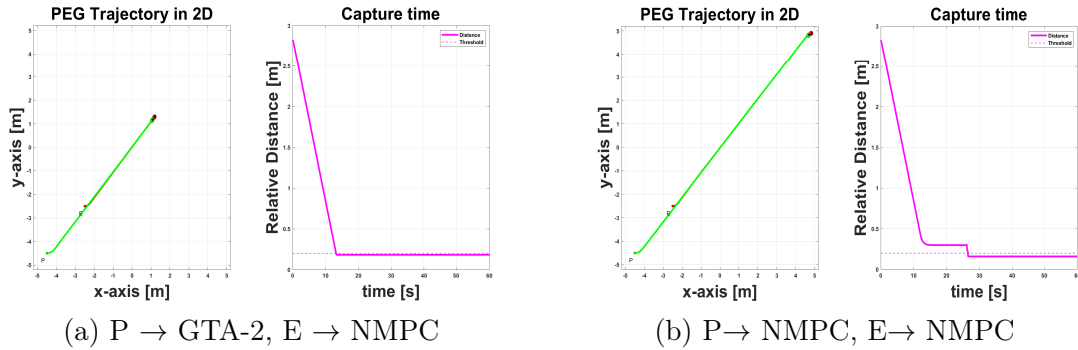 PEG Trajectory in 2D
y-axis [m]
5
4
3
2
1
0
-1
-2
-3
-4
-5
E
P
-5 -4 -3 -2 -1 0 1 2 3 4 5
x-axis [m]
Capture time
Relative Distance [m]
3
2.5
2
1.5
1
0.5
0
Distance
Threshold
0 10 20 30 40 50 60
time [s]
(a) P → GTA-2, E → NMPC
PEG Trajectory in 2D
y-axis [m]
5
4
3
2
1
0
-1
-2
-3
-4
-5
E
P
-5 -4 -3 -2 -1 0 1 2 3 4 5
x-axis [m]
Capture time
Relative Distance [m]
3
2.5
2
1.5
1
0.5
0
Distance
Threshold
0 10 20 30 40 50 60
time [s]
(b) P→ NMPC, E→ NMPC